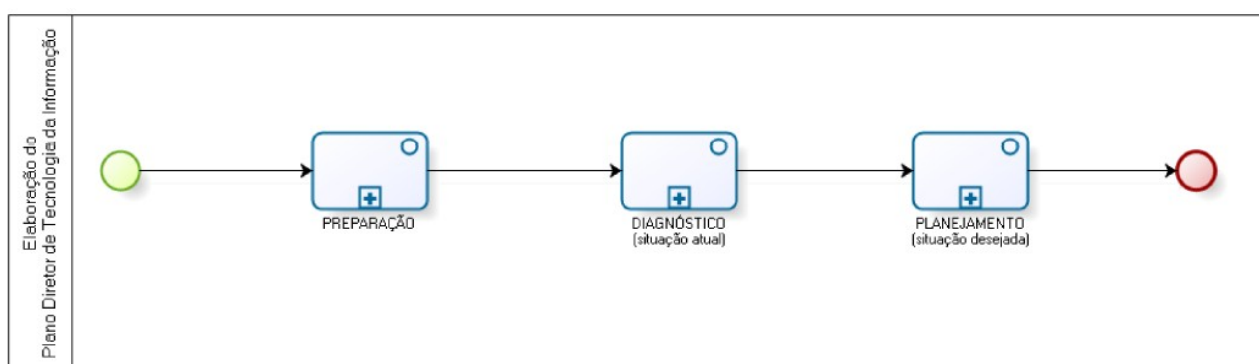 Elaboração do
Plano Diretor de Tecnologia da Informação
PREPARAÇÃO
DIAGNÓSTICO
(situação atual)
PLANEJAMENTO
(situação desejada)